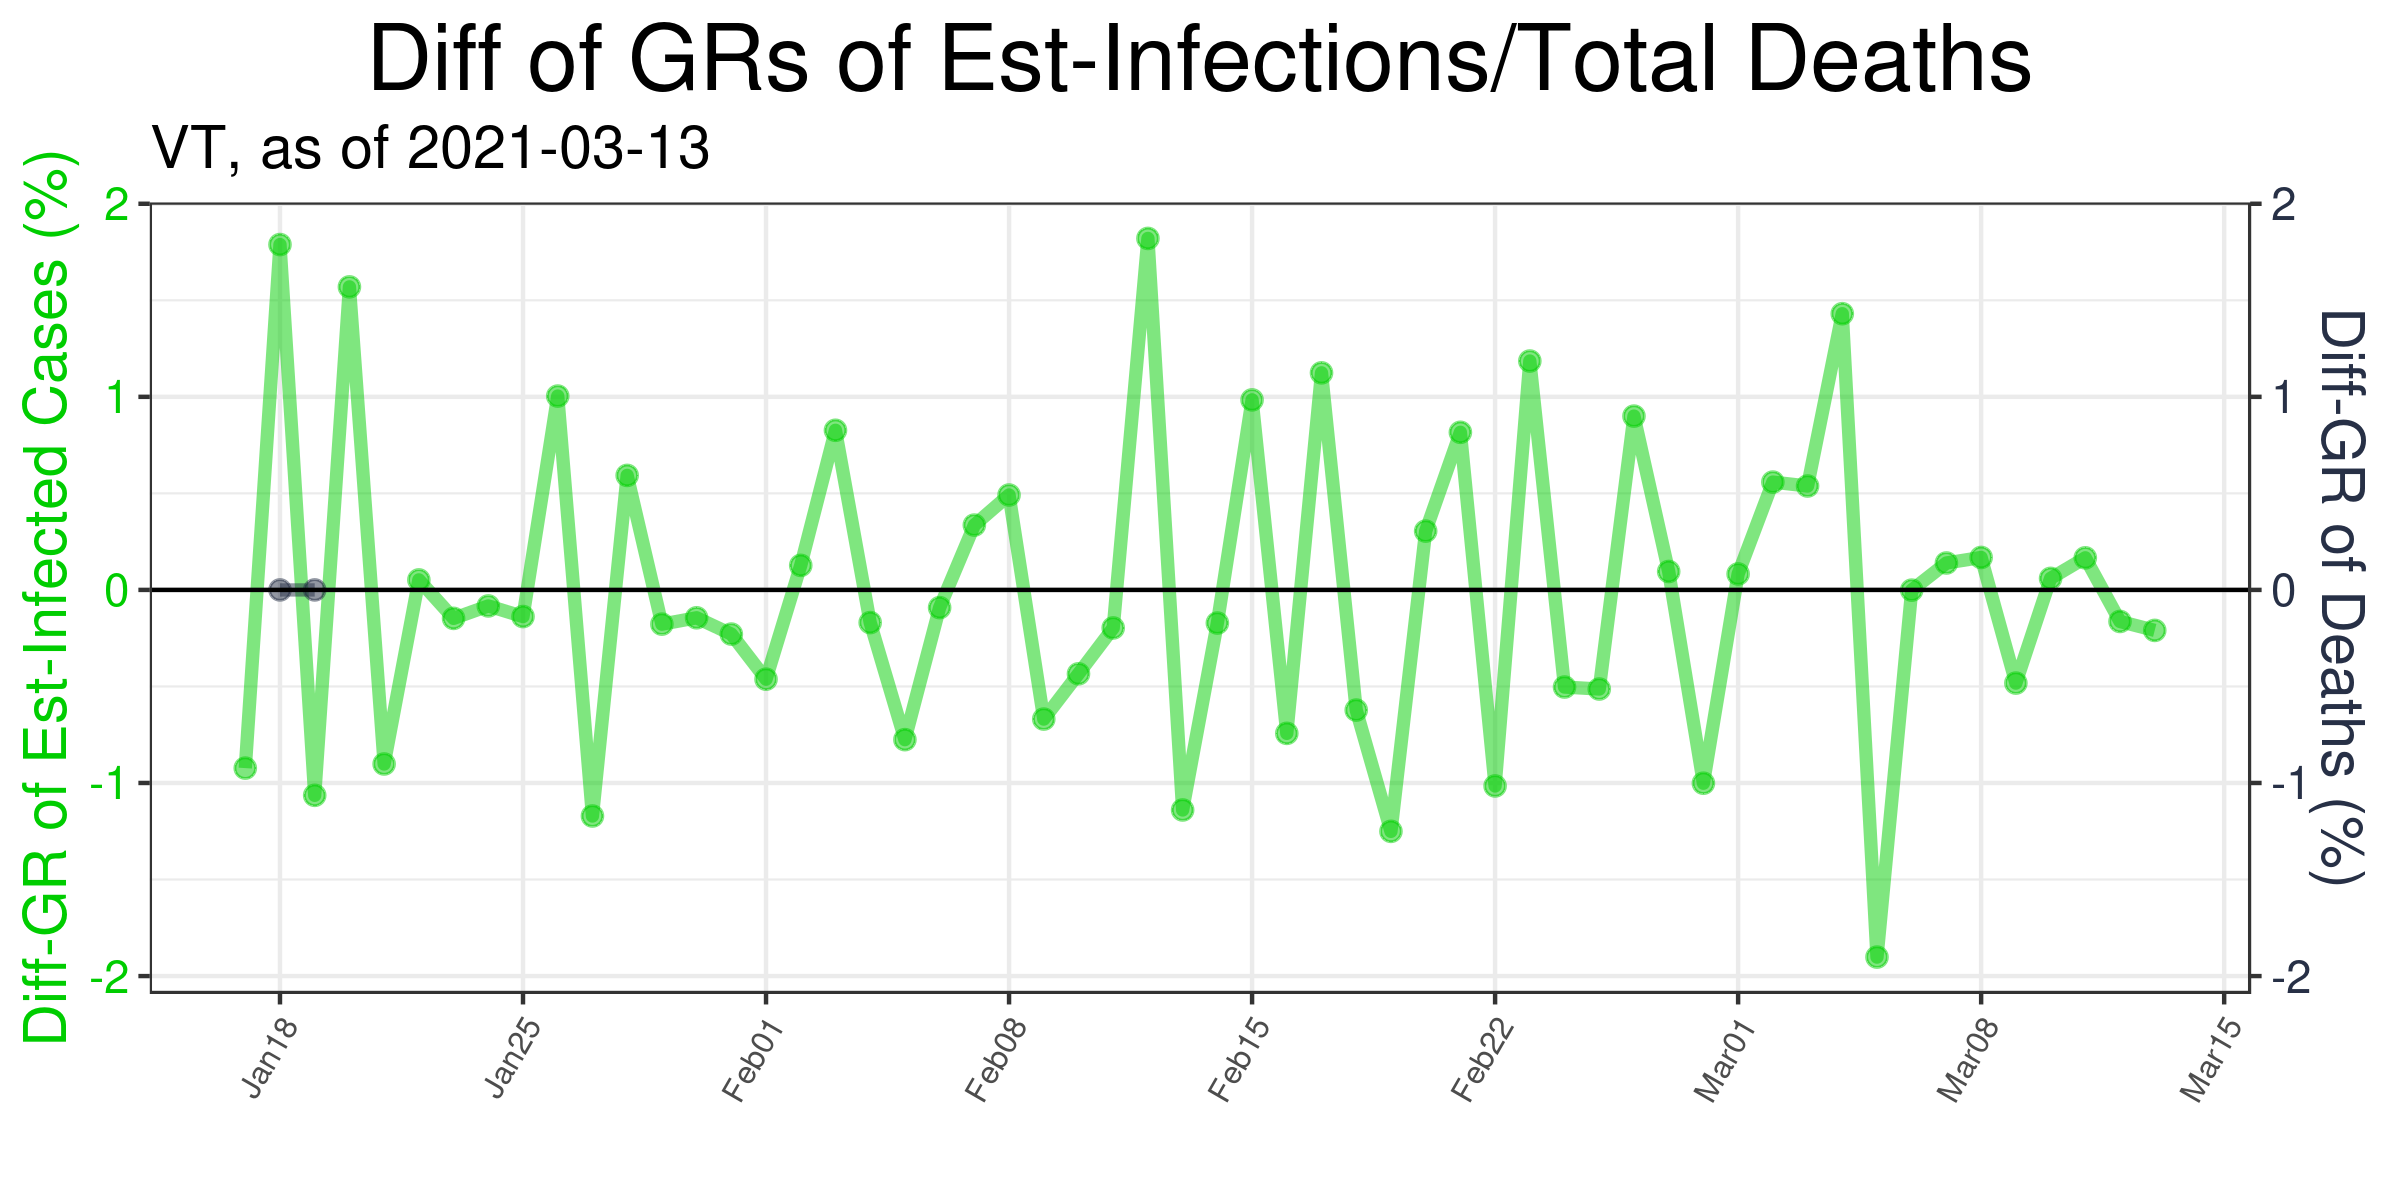 Diff of GRs of Est-Infections/Total Deaths
VT, as of 2021-03-13
Diff-GR of Est-Infected Cases (%)
2
1
0
-1
-2
2
1
0
-1
-2
Diff-GR of Deaths (%)
Jan18
Jan25
Feb01
Feb08
Feb15
Feb22
Mar01
Mar08
Mar15